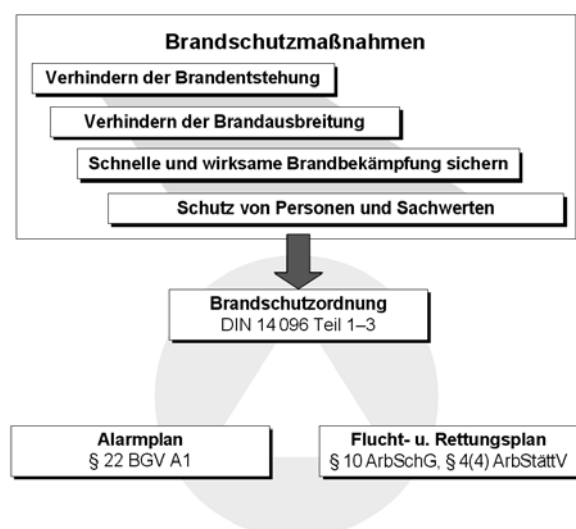 Brandschutzmaßnahmen
Verhindern der Brandentstehung
Verhindern der Brandausbreitung
Schnelle und wirksame Brandbekämpfung sichern
Schutz von Personen und Sachwerten
Brandschutzordnung
DIN 14 096 Teil 1–3
Alarmplan
§ 22 BGV A1
Flucht- u. Rettungsplan
§ 10 ArbSchG, § 4(4) ArbStättV